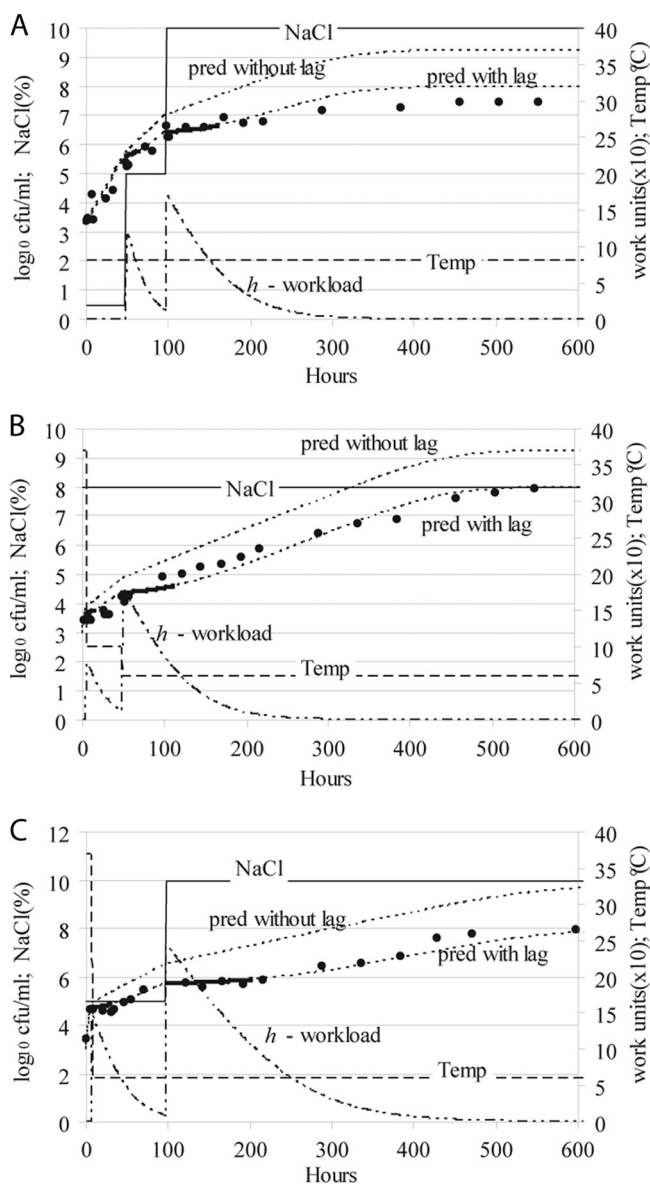 A
10
9
8
7
6
5
4
3
2
1
0
log10 cfu/ml; NaCl(%)
NaCl
pred without lag
pred with lag
Temp
h - workload
40
35
30
25
20
15
10
5
0
work units(x10); Temp(°C)
0 100 200 300 400 500 600
Hours
B
10
9
8
7
6
5
4
3
2
1
0
log10 cfu/ml; NaCl(%)
pred without lag
NaCl
pred with lag
h - workload
Temp
40
35
30
25
20
15
10
5
0
work units(x10); Temp(°C)
0 100 200 300 400 500 600
Hours
C
12
10
8
6
4
2
0
log10 cfu/ml; NaCl(%)
NaCl
pred without lag
pred with lag
h - workload
Temp
40
35
30
25
20
15
10
5
0
work units(x10); Temp(°C)
0 100 200 300 400 500 600
Hours